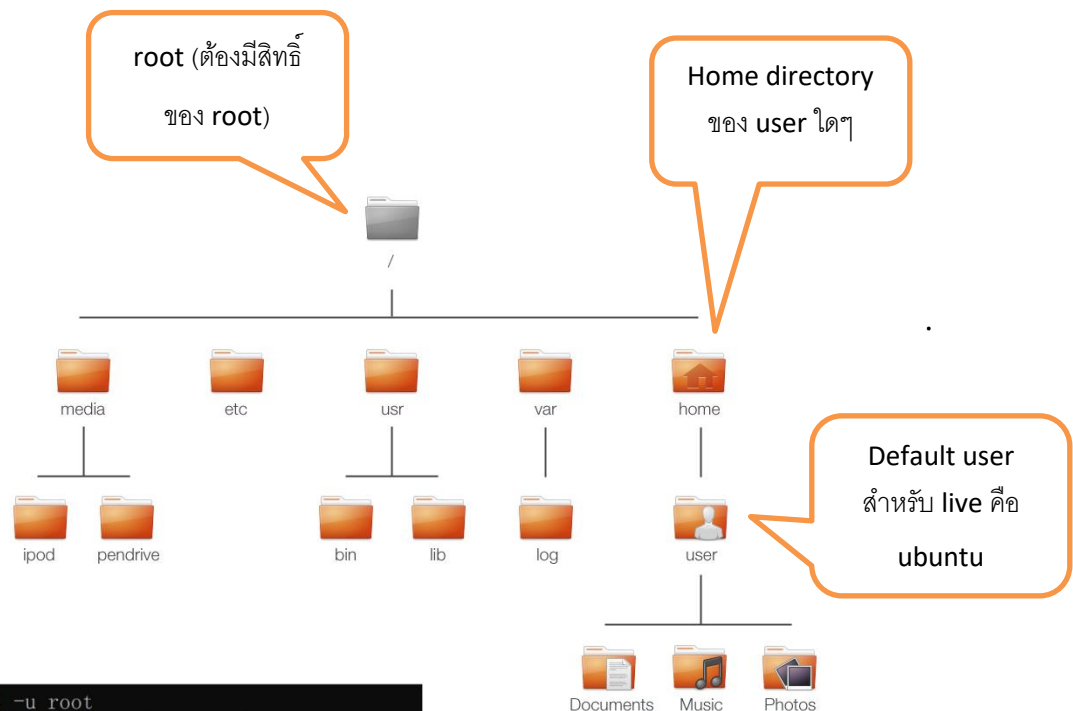 root (ต้องมีสิทธิ์
ของ root)
Home directory
ของ user ใดๆ
/
.
media
etc
usr
var
home
Default user
สำหรับ live คือ
ubuntu
ipod
pendrive
bin
lib
log
user
Documents
Music
Photos
-u root